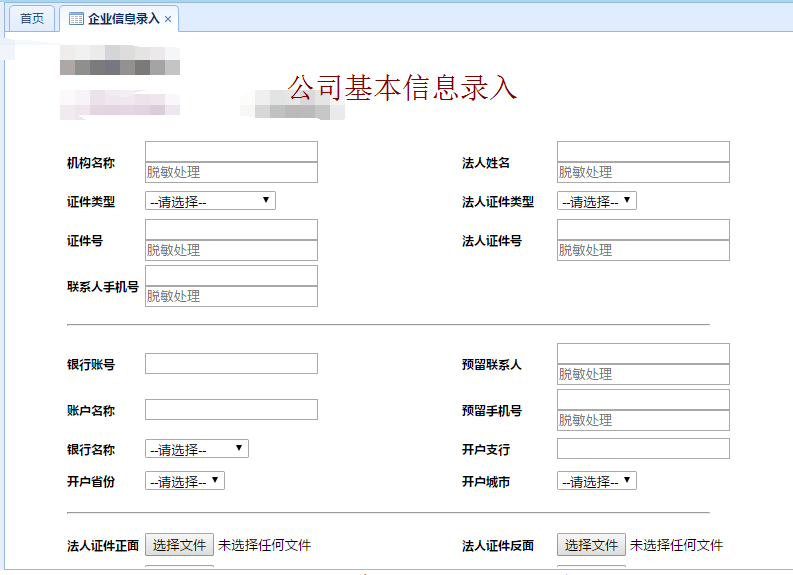 首页 企业信息录入 ×
公司基本信息录入
机构名称 法人姓名
脱敏处理 脱敏处理
证件类型 --请选择-- 法人证件类型 --请选择--
证件号 法人证件号
脱敏处理 脱敏处理
联系人手机号
脱敏处理
银行账号 预留联系人
脱敏处理
账户名称 预留手机号
脱敏处理
银行名称 --请选择-- 开户支行
开户省份 --请选择-- 开户城市 --请选择--
法人证件正面 选择文件 未选择任何文件 法人证件反面 选择文件 未选择任何文件